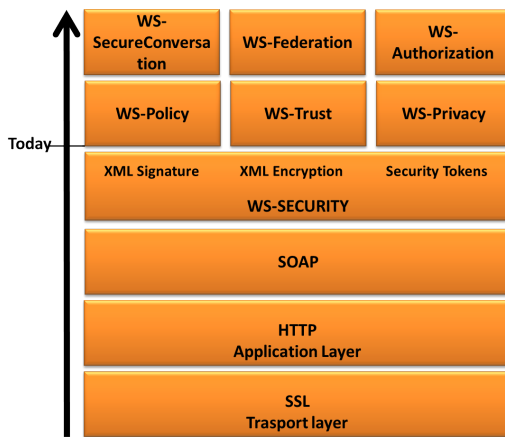 WS-
SecureConversa
tion
WS-Federation
WS-
Authorization
WS-Policy
WS-Trust
WS-Privacy
Today
XML Signature
XML Encryption
Security Tokens
WS-SECURITY
SOAP
HTTP
Application Layer
SSL
Trasport layer